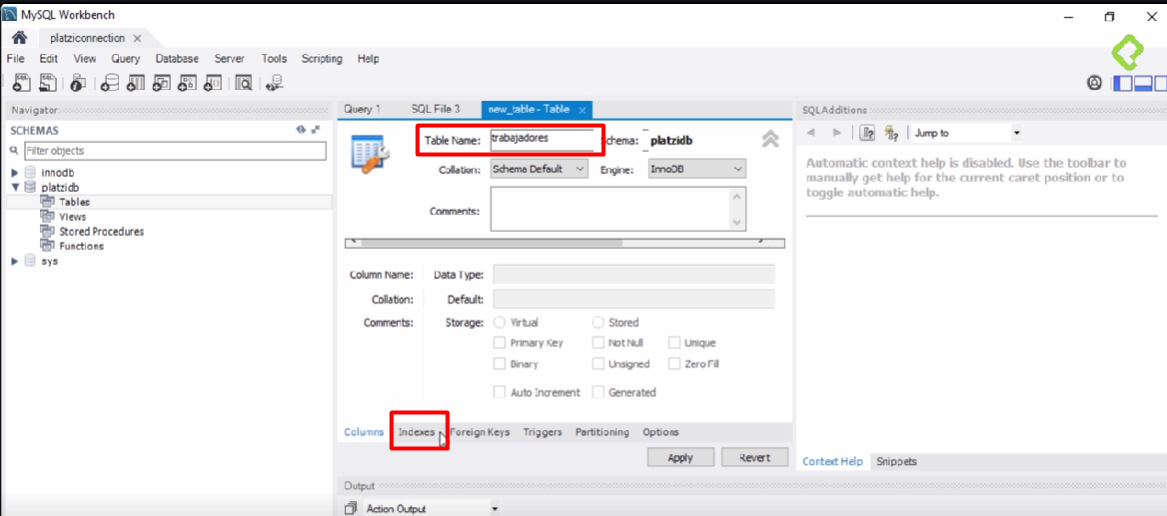 MySQL Workbench
platziconnection
File Edit View Query Database Server Tools Scripting Help
Navigator
SCHEMAS
Filter objects
innodb
platzidb
Tables
Views
Stored Procedures
Functions
sys
Query 1 SQL File 3 new_table - Table
Table Name: trabajadores chema: platzidb
Collation: Schema Default Engine: InnoDB
Comments:
Column Name: Data Type:
Collation: Default:
Comments: Storage: Virtual Stored
Primary Key Not Null Unique
Binary Unsigned Zero Fill
Auto Increment Generated
Columns Indexes Foreign Keys Triggers Partitioning Options
Apply Revert
Output
Action Output
SQLAdditions
Jump to
Automatic context help is disabled. Use the toolbar to
manually get help for the current caret position or to
toggle automatic help.
Context Help Snippets